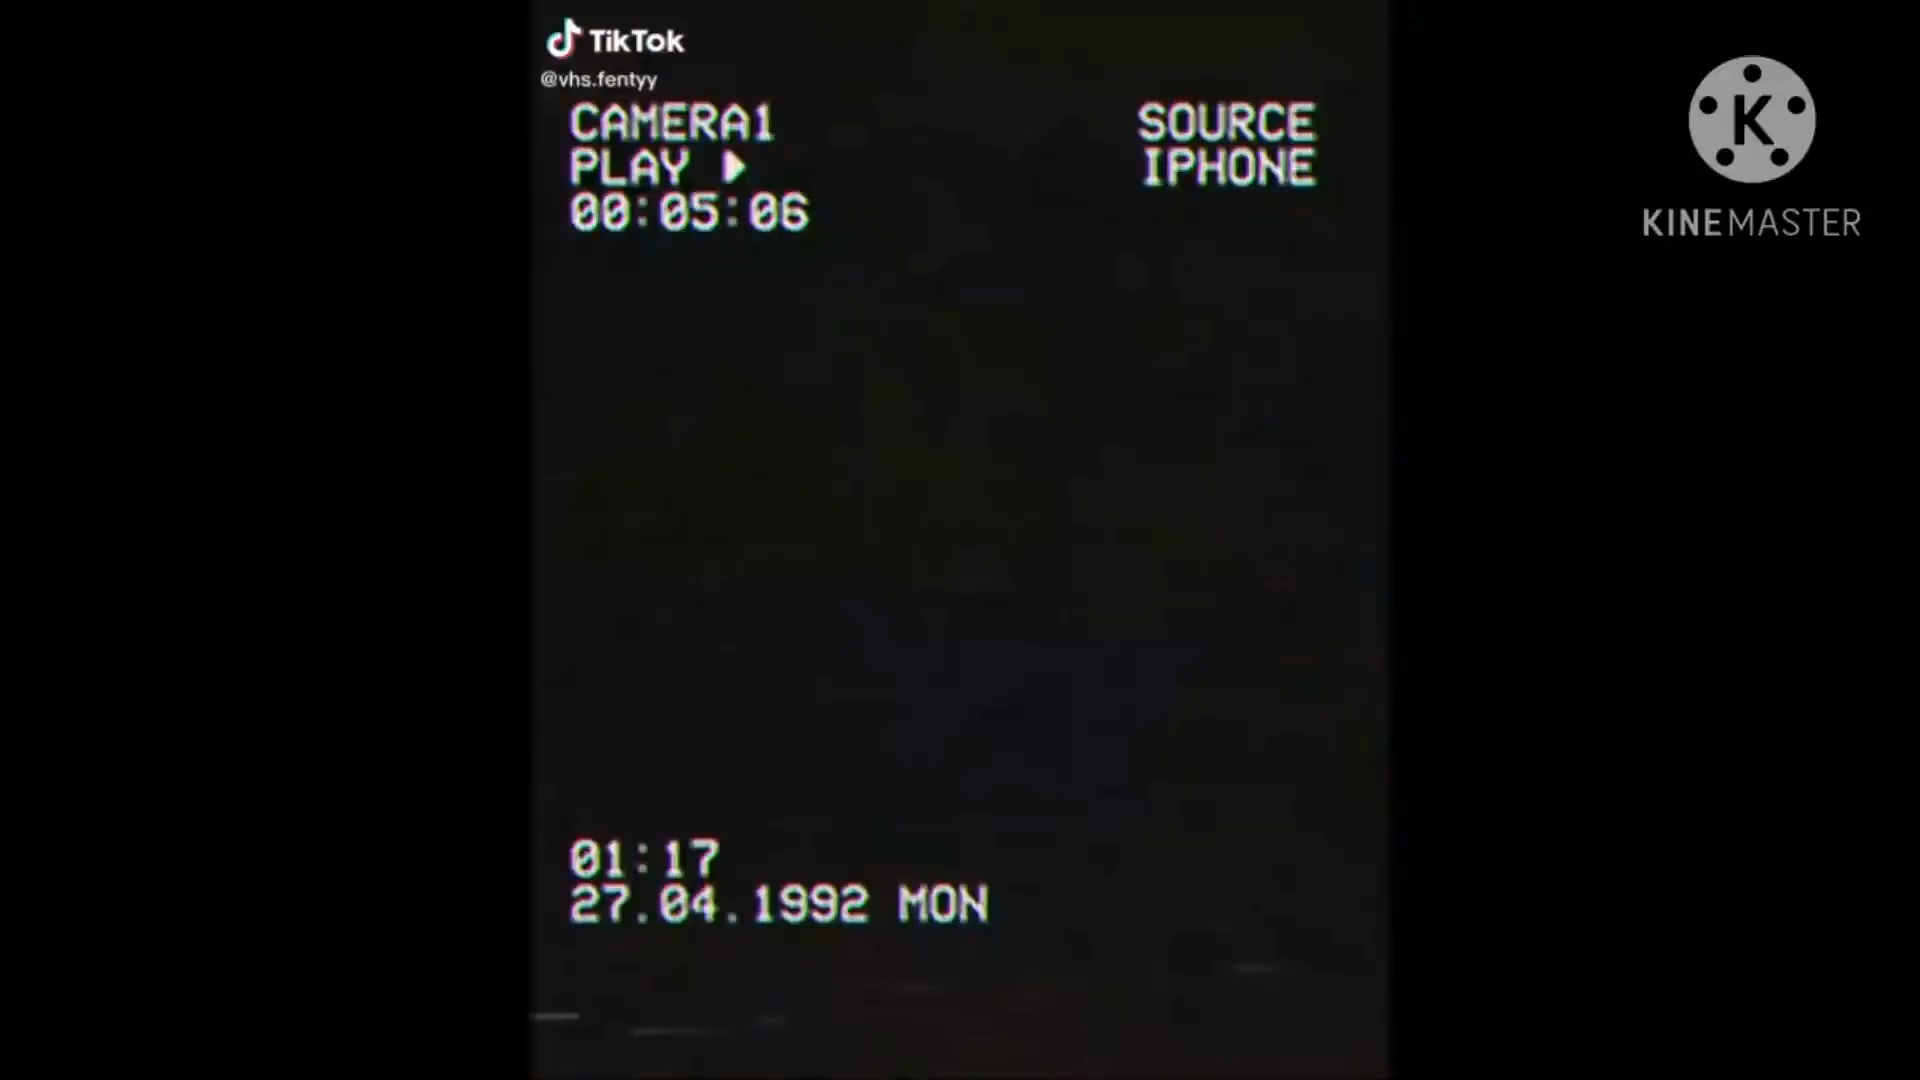 TikTok
@vhs.fentyy
CAMERA1
SOURCE
PLAY
IPHONE
00:05:06
K
KINEMASTER
01:17
27.04.1992 MON